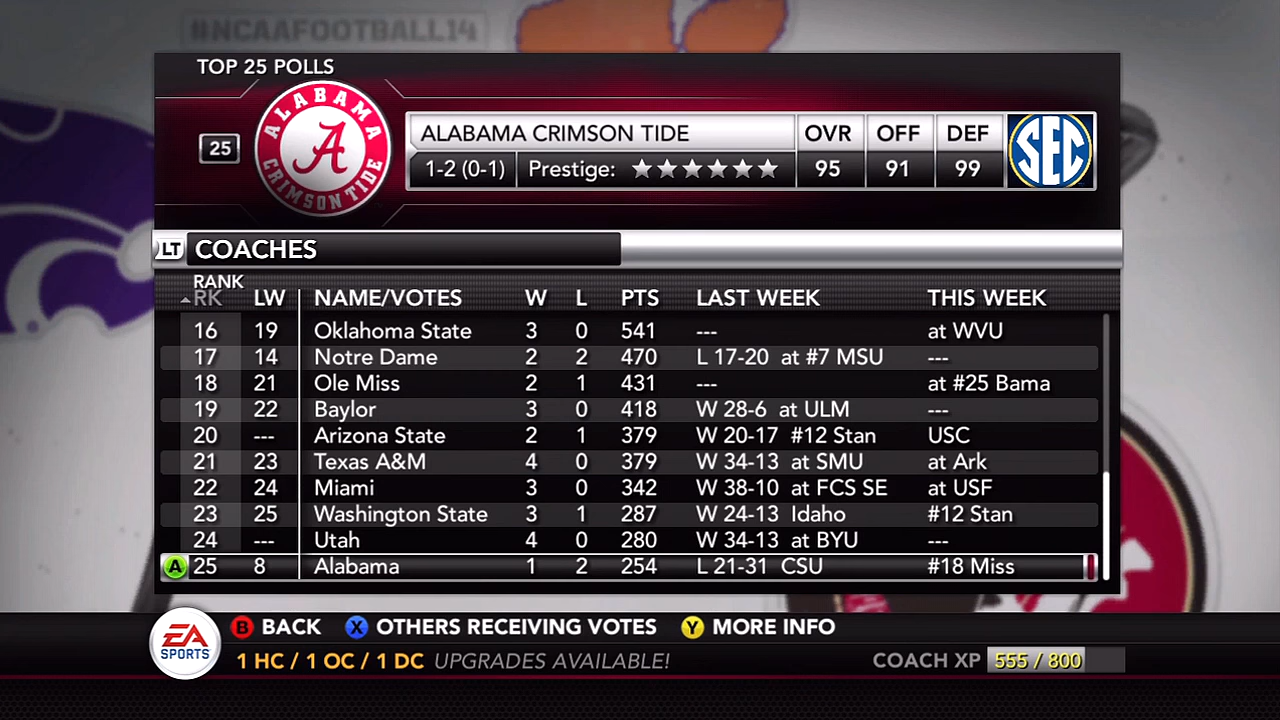 #NCAAFOOTBALL14
TOP 25 POLLS
25
ALABAMA
A
CRIMSON TIDE
ALABAMA CRIMSON TIDE OVR OFF DEF
1-2 (0-1) Prestige: ★★★★★★ 95 91 99
SEC
LT COACHES
RANK
RK LW NAME/VOTES W L PTS LAST WEEK THIS WEEK
16 19 Oklahoma State 3 0 541 --- at WVU
17 14 Notre Dame 2 2 470 L 17-20 at #7 MSU ---
18 21 Ole Miss 2 1 431 --- at #25 Bama
19 22 Baylor 3 0 418 W 28-6 at ULM ---
20 --- Arizona State 2 1 379 W 20-17 #12 Stan USC
21 23 Texas A&M 4 0 379 W 34-13 at SMU at Ark
22 24 Miami 3 0 342 W 38-10 at FCS SE at USF
23 25 Washington State 3 1 287 W 24-13 Idaho #12 Stan
24 --- Utah 4 0 280 W 34-13 at BYU ---
A 25 8 Alabama 1 2 254 L 21-31 CSU #18 Miss
EA SPORTS
B BACK X OTHERS RECEIVING VOTES Y MORE INFO
1 HC / 1 OC / 1 DC UPGRADES AVAILABLE! COACH XP 555 / 800